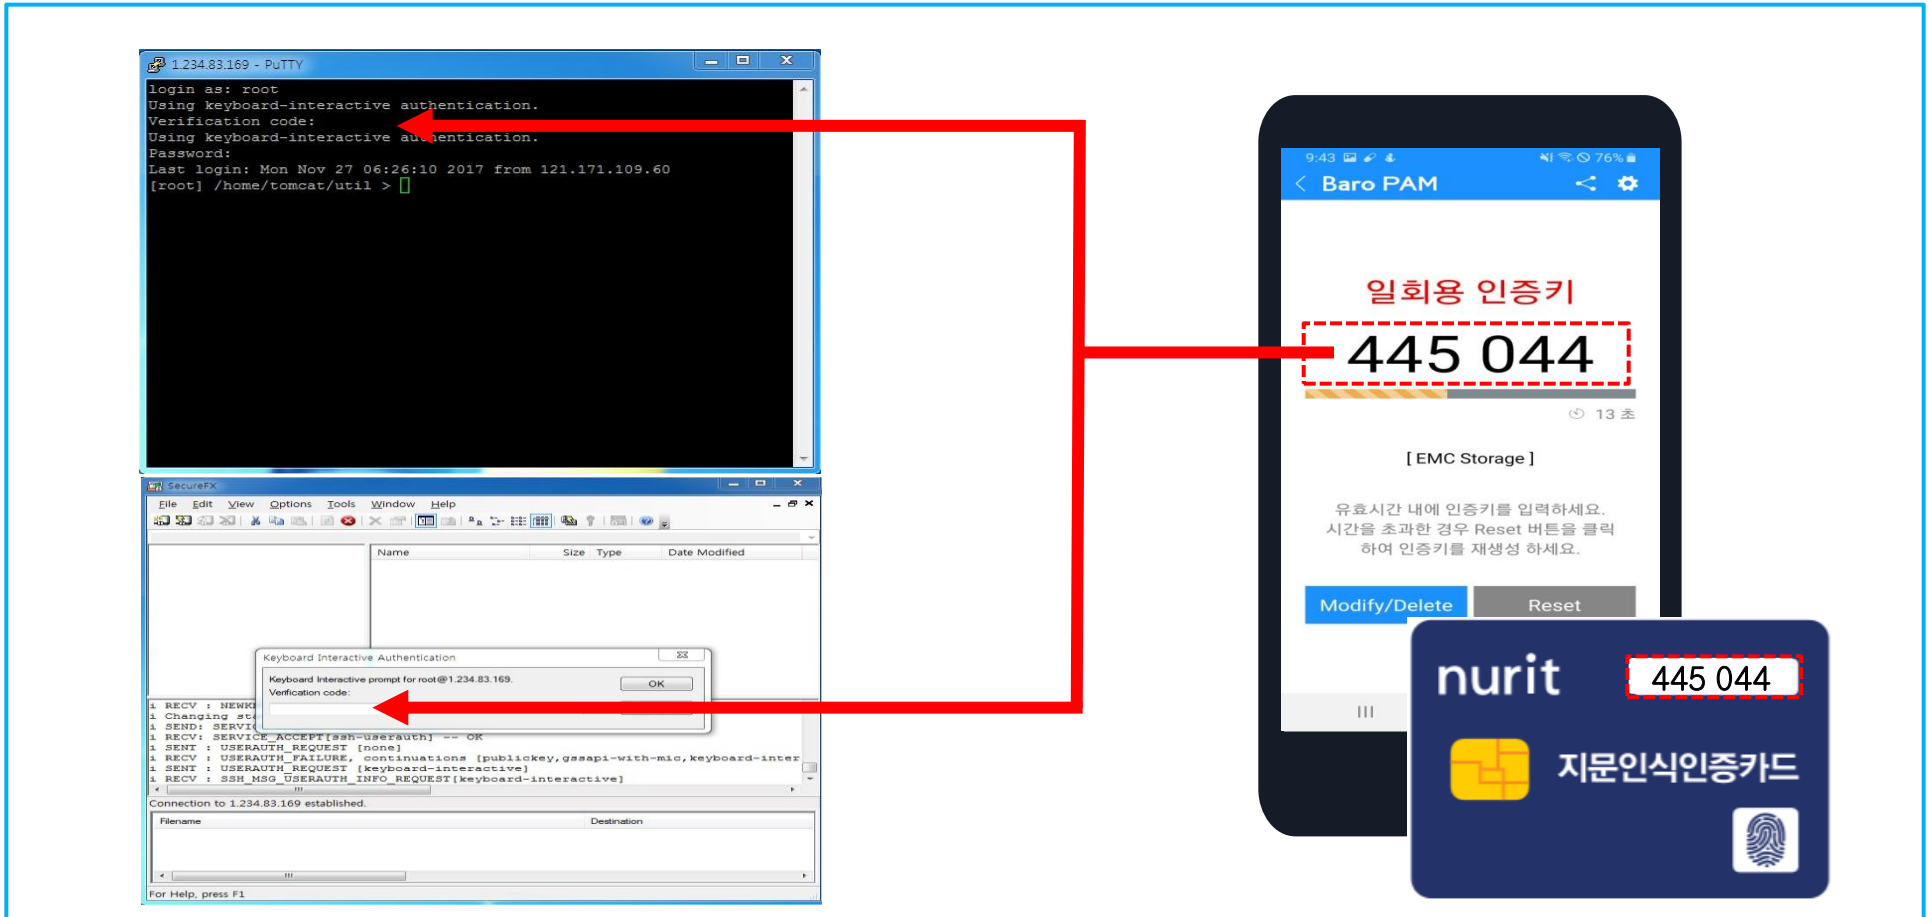 1.234.83.169 - PuTTY
login as: root
Using keyboard-interactive authentication.
Verification code:
Using keyboard-interactive authentication.
Password:
Last login: Mon Nov 27 06:26:10 2017 from 121.171.109.60
[root] /home/tomcat/util >
SecureFX
File Edit View Options Tools Window Help
Name Size Type Date Modified
Keyboard Interactive Authentication
Keyboard Interactive prompt for root@1.234.83.169.
Verification code:
OK
i RECV : NEWK
i Changing sta
i SEND: SERVIC
i RECV: SERVICE_ACCEPT[ssh-userauth] -- OK
i SENT : USERAUTH_REQUEST [none]
i RECV : USERAUTH_FAILURE, continuations [publickey,gssapi-with-mic,keyboard-inter
i SENT : USERAUTH_REQUEST [keyboard-interactive]
i RECV : SSH_MSG_USERAUTH_INFO_REQUEST[keyboard-interactive]
Connection to 1.234.83.169 established.
Filename Destination
For Help, press F1
9:43 76%
Baro PAM
일회용 인증키
445 044
13 초
[ EMC Storage ]
유효시간 내에 인증키를 입력하세요.
시간을 초과한 경우 Reset 버튼을 클릭
하여 인증키를 재생성 하세요.
Modify/Delete Reset
nurit 445 044
지문인식인증카드